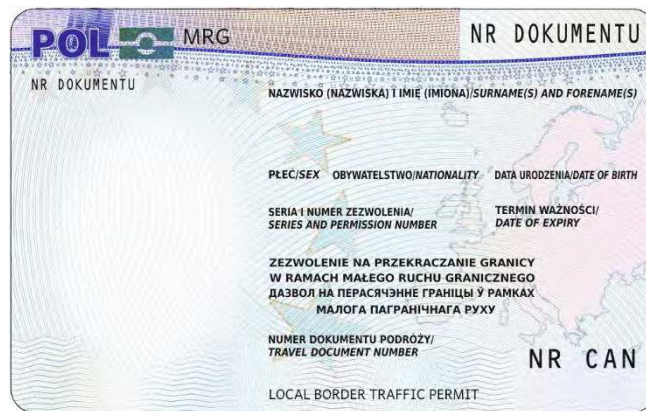 POL MRG NR DOKUMENTU
NR DOKUMENTU
NAZWISKO (NAZWISKA) I IMIĘ (IMIONA)/SURNAME(S) AND FORENAME(S)
PŁEĆ/SEX OBYWATELSTWO/NATIONALITY DATA URODZENIA/DATE OF BIRTH
SERIA I NUMER ZEZWOLENIA/
SERIES AND PERMISSION NUMBER
TERMIN WAŻNOŚCI/
DATE OF EXPIRY
ZEZWOLENIE NA PRZEKRACZANIE GRANICY
W RAMACH MAŁEGO RUCHU GRANICZNEGO
ДАЗВОЛ НА ПЕРАСЯЧЭННЕ ГРАНІЦЫ Ў РАМКАХ
МАЛОГА ПАГРАНІЧНАГА РУХУ
NUMER DOKUMENTU PODRÓŻY/
TRAVEL DOCUMENT NUMBER
NR CAN
LOCAL BORDER TRAFFIC PERMIT